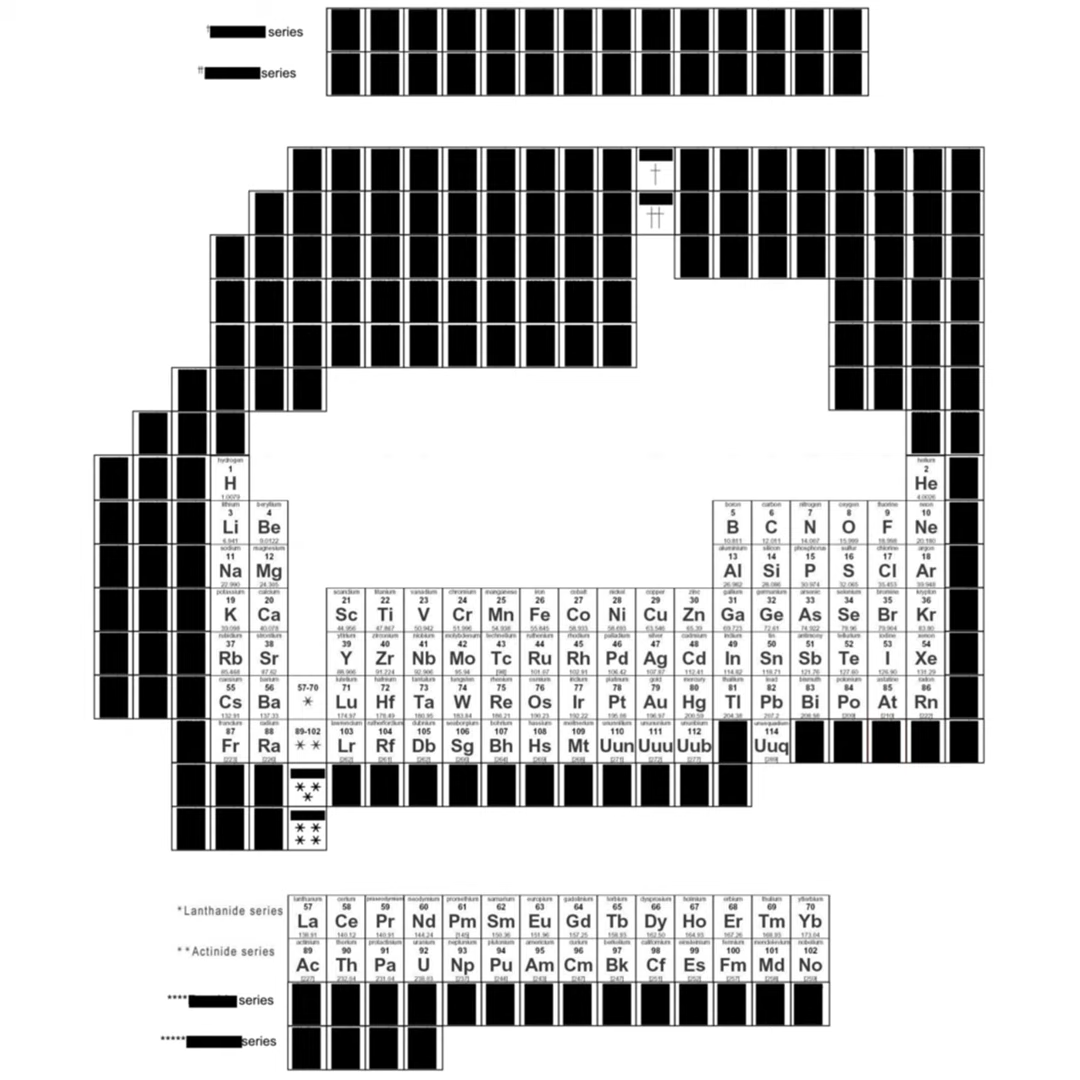 † series
†† series
†
††
hydrogen helium
1 2
H He
1.0079 4.0026
lithium beryllium boron carbon nitrogen oxygen fluorine neon
3 4 5 6 7 8 9 10
Li Be B C N O F Ne
6.941 9.0122 10.811 12.011 14.007 15.999 18.998 20.180
sodium magnesium aluminium silicon phosphorus sulfur chlorine argon
11 12 13 14 15 16 17 18
Na Mg Al Si P S Cl Ar
22.990 24.305 26.982 28.086 30.974 32.065 35.453 39.948
potassium calcium scandium titanium vanadium chromium manganese iron cobalt nickel copper zinc gallium germanium arsenic selenium bromine krypton
19 20 21 22 23 24 25 26 27 28 29 30 31 32 33 34 35 36
K Ca Sc Ti V Cr Mn Fe Co Ni Cu Zn Ga Ge As Se Br Kr
39.098 40.078 44.956 47.867 50.942 51.996 54.938 55.845 58.933 58.693 63.546 65.39 69.723 72.61 74.922 78.96 79.904 83.80
rubidium strontium yttrium zirconium niobium molybdenum technetium ruthenium rhodium palladium silver cadmium indium tin antimony tellurium iodine xenon
37 38 39 40 41 42 43 44 45 46 47 48 49 50 51 52 53 54
Rb Sr Y Zr Nb Mo Tc Ru Rh Pd Ag Cd In Sn Sb Te I Xe
85.468 87.62 88.906 91.224 92.906 95.94 [98] 101.07 102.91 106.42 107.87 112.41 114.82 118.71 121.76 127.60 126.90 131.29
caesium barium lutetium hafnium tantalum tungsten rhenium osmium iridium platinum gold mercury thallium lead bismuth polonium astatine radon
55 56 57-70 71 72 73 74 75 76 77 78 79 80 81 82 83 84 85 86
Cs Ba * Lu Hf Ta W Re Os Ir Pt Au Hg Tl Pb Bi Po At Rn
132.91 137.33 174.97 178.49 180.95 183.84 186.21 190.23 192.22 195.08 196.97 200.59 204.38 207.2 208.98 [209] [210] [222]
francium radium lawrencium rutherfordium dubnium seaborgium bohrium hassium meitnerium ununnilium unununium ununbium ununquadium
87 88 89-102 103 104 105 106 107 108 109 110 111 112 114
Fr Ra * * Lr Rf Db Sg Bh Hs Mt Uun Uuu Uub Uuq
[223] [226] [262] [261] [262] [266] [264] [269] [268] [271] [272] [277] [289]
* * *
* * * *
lanthanum cerium praseodymium neodymium promethium samarium europium gadolinium terbium dysprosium holmium erbium thulium ytterbium
*Lanthanide series 57 58 59 60 61 62 63 64 65 66 67 68 69 70
La Ce Pr Nd Pm Sm Eu Gd Tb Dy Ho Er Tm Yb
138.91 140.12 140.91 144.24 [145] 150.36 151.96 157.25 158.93 162.50 164.93 167.26 168.93 173.04
actinium thorium protactinium uranium neptunium plutonium americium curium berkelium californium einsteinium fermium mendelevium nobelium
**Actinide series 89 90 91 92 93 94 95 96 97 98 99 100 101 102
Ac Th Pa U Np Pu Am Cm Bk Cf Es Fm Md No
[227] 232.04 231.04 238.03 [237] [244] [243] [247] [247] [251] [252] [257] [258] [259]
**** series
***** series